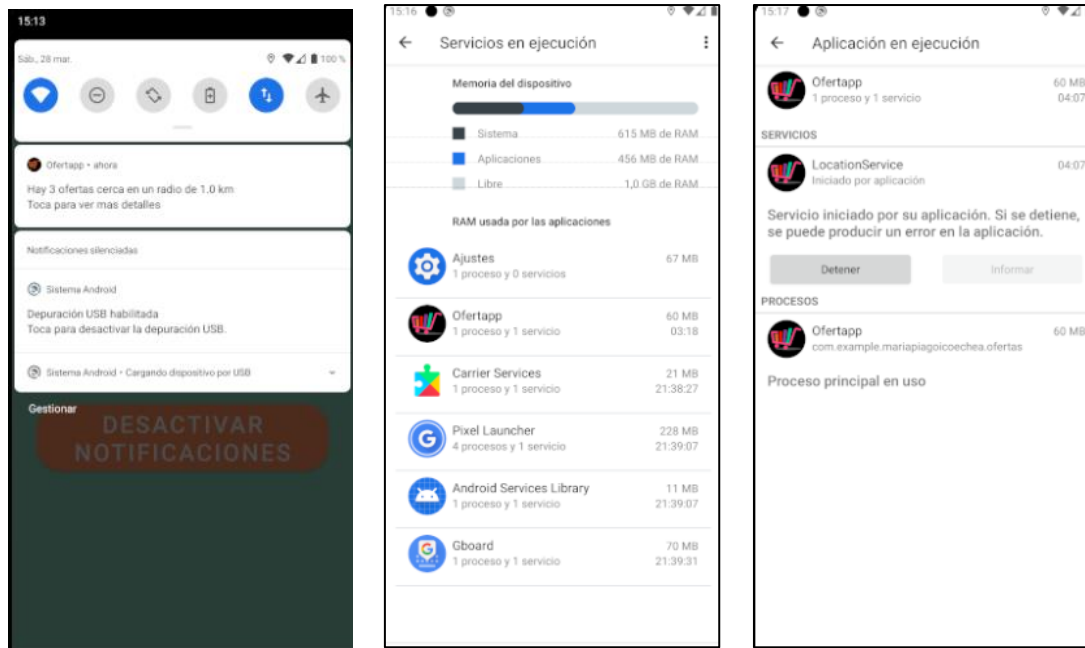 15:13
Sáb., 28 mar.
100 %
Ofertapp • ahora
Hay 3 ofertas cerca en un radio de 1.0 km
Toca para ver mas detalles
Notificaciones silenciadas
Sistema Android
Depuración USB habilitada
Toca para desactivar la depuración USB.
Sistema Android • Cargando dispositivo por USB
Gestionar
DESACTIVAR
NOTIFICACIONES
15:16
Servicios en ejecución
Memoria del dispositivo
Sistema 615 MB de RAM
Aplicaciones 456 MB de RAM
Libre 1,0 GB de RAM
RAM usada por las aplicaciones
Ajustes 67 MB
1 proceso y 0 servicios
Ofertapp 60 MB
1 proceso y 1 servicio 03:18
Carrier Services 21 MB
1 proceso y 1 servicio 21:38:27
Pixel Launcher 228 MB
4 procesos y 1 servicio 21:39:07
Android Services Library 11 MB
1 proceso y 1 servicio 21:39:07
Gboard 70 MB
1 proceso y 1 servicio 21:39:31
15:17
Aplicación en ejecución
Ofertapp 60 MB
1 proceso y 1 servicio 04:07
SERVICIOS
LocationService 04:07
Iniciado por aplicación
Servicio iniciado por su aplicación. Si se detiene,
se puede producir un error en la aplicación.
Detener Informar
PROCESOS
Ofertapp 60 MB
com.example.mariapiagoicoechea.ofertas
Proceso principal en uso